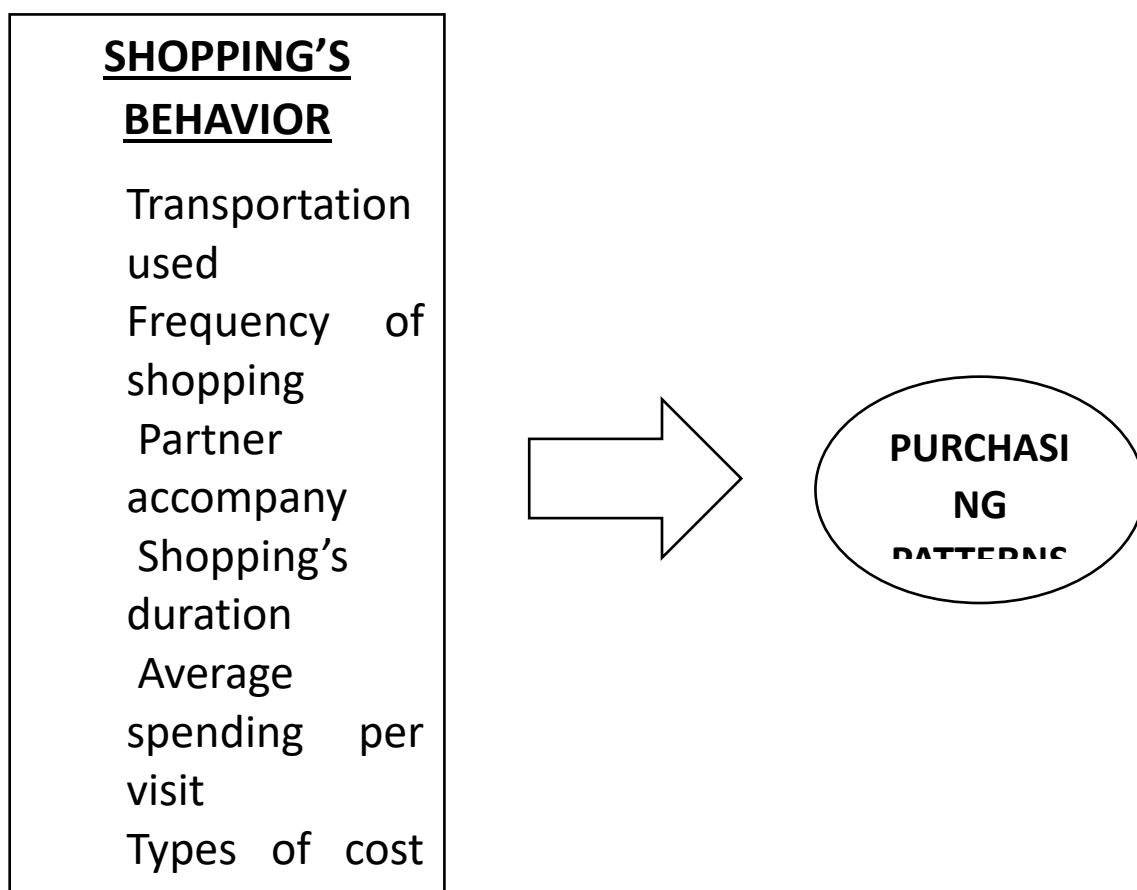 SHOPPING’S
BEHAVIOR
Transportation
used
Frequency of
shopping
Partner
accompany
Shopping’s
duration
Average
spending per
visit
Types of cost
PURCHASI
NG
PATTERNS